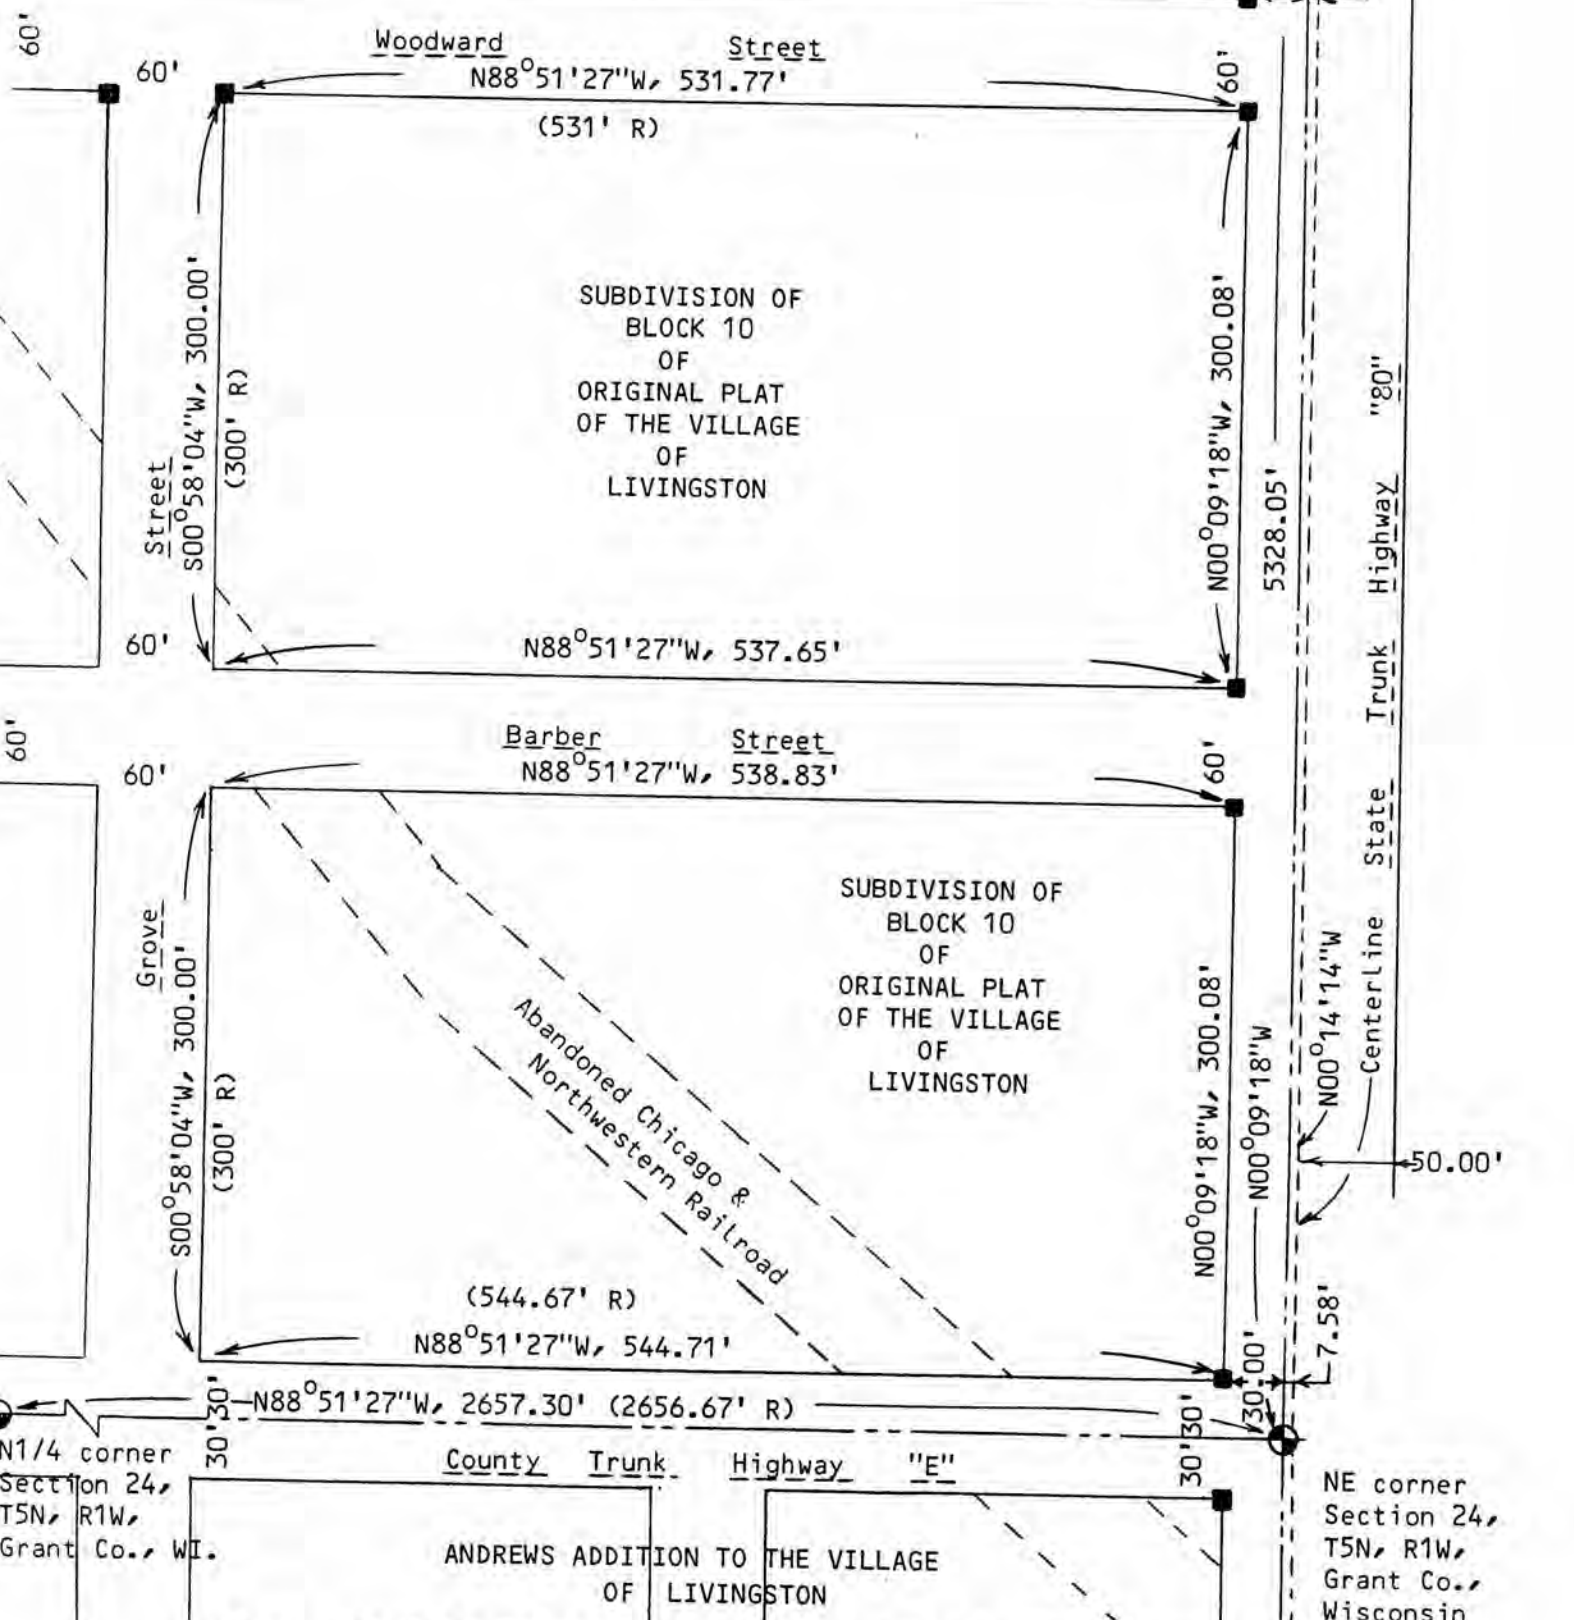 60'
60'
Woodward Street
N88°51'27"W, 531.77'
(531' R)
60'
S00°58'04"W, 300.00'
(300' R)
Street
SUBDIVISION OF
BLOCK 10
OF
ORIGINAL PLAT
OF THE VILLAGE
OF
LIVINGSTON
N00°09'18"W, 300.08'
5328.05'
Centerline State Trunk Highway "80"
60'
N88°51'27"W, 537.65'
60'
60'
Barber Street
N88°51'27"W, 538.83'
60'
Grove
S00°58'04"W, 300.00'
(300' R)
Abandoned Chicago &
Northwestern Railroad
SUBDIVISION OF
BLOCK 10
OF
ORIGINAL PLAT
OF THE VILLAGE
OF
LIVINGSTON
N00°09'18"W, 300.08'
N00°09'18"W
N00°14'14"W
50.00'
(544.67' R)
N88°51'27"W, 544.71'
30.00'
7.58'
30'30'
N88°51'27"W, 2657.30' (2656.67' R)
30'30'
County Trunk Highway "E"
N1/4 corner
Section 24,
T5N, R1W,
Grant Co., WI.
ANDREWS ADDITION TO THE VILLAGE
OF LIVINGSTON
NE corner
Section 24,
T5N, R1W,
Grant Co.,
Wisconsin